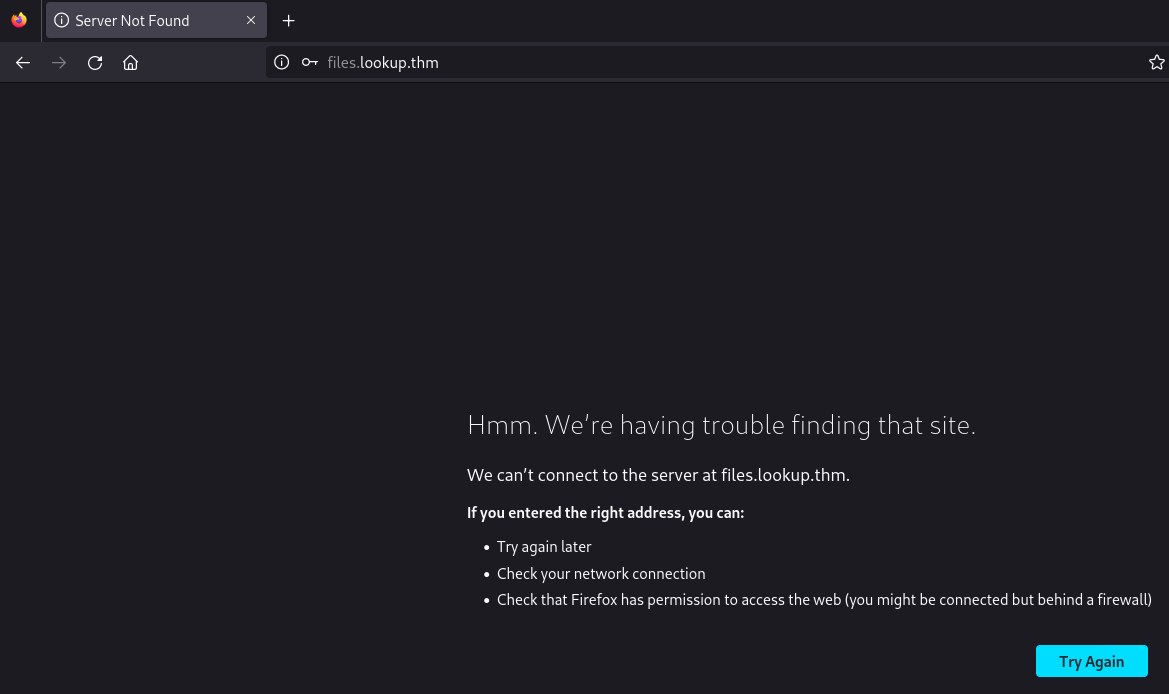 Server Not Found
files.lookup.thm
Hmm. We're having trouble finding that site.
We can't connect to the server at files.lookup.thm.
If you entered the right address, you can:
• Try again later
• Check your network connection
• Check that Firefox has permission to access the web (you might be connected but behind a firewall)
Try Again